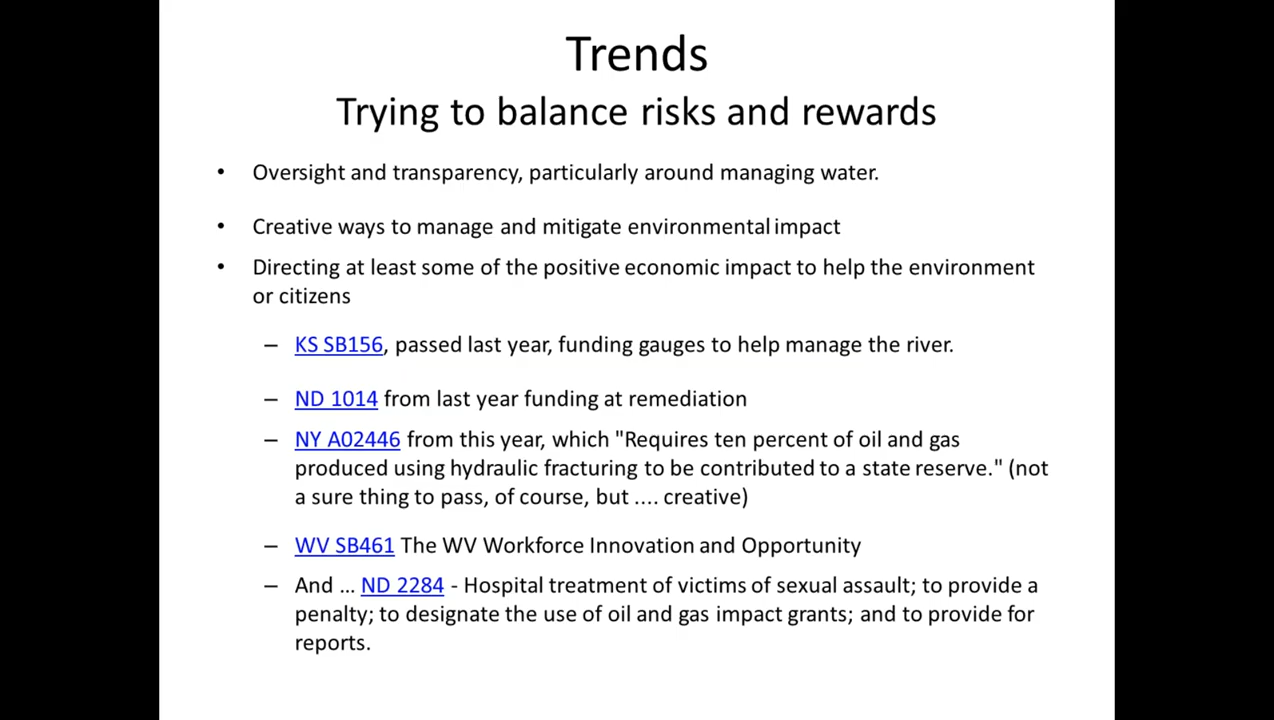 Trends
Trying to balance risks and rewards
• Oversight and transparency, particularly around managing water.
• Creative ways to manage and mitigate environmental impact
• Directing at least some of the positive economic impact to help the environment
or citizens
– KS SB156, passed last year, funding gauges to help manage the river.
– ND 1014 from last year funding at remediation
– NY A02446 from this year, which "Requires ten percent of oil and gas
produced using hydraulic fracturing to be contributed to a state reserve." (not
a sure thing to pass, of course, but .... creative)
– WV SB461 The WV Workforce Innovation and Opportunity
– And ... ND 2284 - Hospital treatment of victims of sexual assault; to provide a
penalty; to designate the use of oil and gas impact grants; and to provide for
reports.